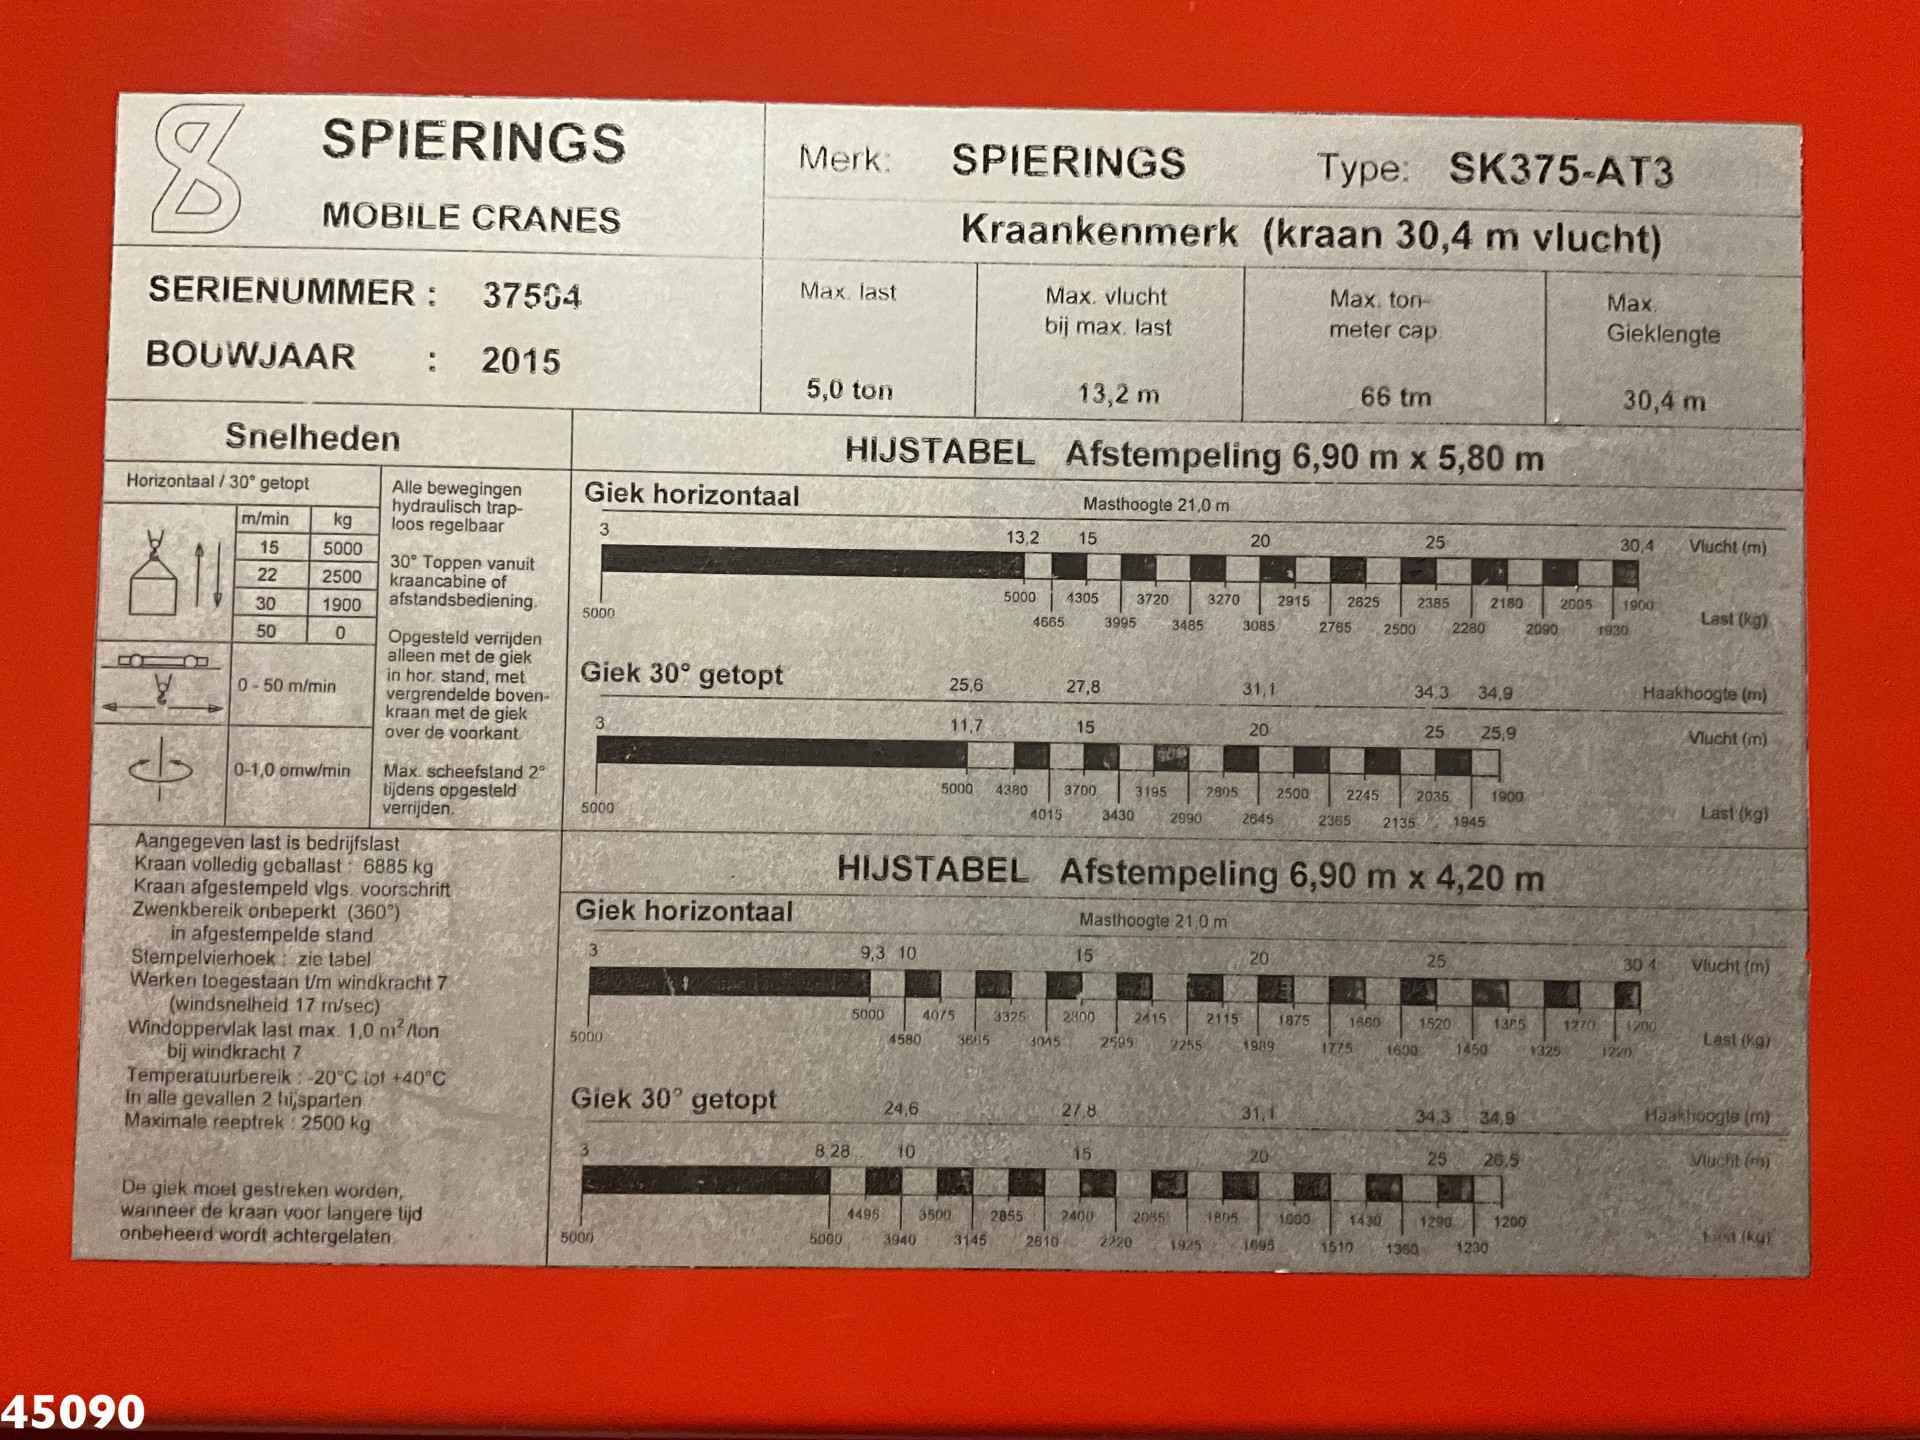 SPIERINGS
MOBILE CRANES
Merk: SPIERINGS Type: SK375-AT3
Kraankenmerk (kraan 30,4 m vlucht)
SERIENUMMER : 37504
BOUWJAAR : 2015
Max. last
5,0 ton
Max. vlucht
bij max. last
13,2 m
Max. ton-
meter cap
66 tm
Max.
Gieklengte
30,4 m
Snelheden
Horizontaal / 30° getopt
m/min kg
15 5000
22 2500
30 1900
50 0
0 - 50 m/min
0-1,0 omw/min
Alle bewegingen
hydraulisch trap-
loos regelbaar
30° Toppen vanuit
kraancabine of
afstandsbediening.
Opgesteld verrijden
alleen met de giek
in hor. stand, met
vergrendelde boven-
kraan met de giek
over de voorkant.
Max. scheefstand 2°
tijdens opgesteld
verrijden.
Aangegeven last is bedrijfslast
Kraan volledig geballast : 6885 kg
Kraan afgestempeld vlgs. voorschrift
Zwenkbereik onbeperkt (360°)
in afgestempelde stand
Stempelvierhoek : zie tabel
Werken toegestaan t/m windkracht 7
(windsnelheid 17 m/sec)
Windoppervlak last max. 1,0 m²/ton
bij windkracht 7
Temperatuurbereik : -20°C tot +40°C
In alle gevallen 2 hijsparten
Maximale reeptrek : 2500 kg
De giek moet gestreken worden,
wanneer de kraan voor langere tijd
onbeheerd wordt achtergelaten.
HIJSTABEL Afstempeling 6,90 m x 5,80 m
Giek horizontaal Masthoogte 21,0 m
3 13,2 15 20 25 30,4 Vlucht (m)
5000 5000 4305 3720 3270 2915 2625 2385 2180 2005 1900
4665 3995 3485 3085 2765 2500 2280 2090 1930 Last (kg)
Giek 30° getopt 25,6 27,8 31,1 34,3 34,9 Haakhoogte (m)
3 11,7 15 20 25 25,9 Vlucht (m)
5000 5000 4380 3700 3195 2805 2500 2245 2035 1900
4015 3430 2990 2645 2365 2135 1945 Last (kg)
HIJSTABEL Afstempeling 6,90 m x 4,20 m
Giek horizontaal Masthoogte 21,0 m
3 9,3 10 15 20 25 30 4 Vlucht (m)
5000 5000 4075 3325 2800 2415 2115 1875 1520 1270 1200
4580 3045 2255 1775 1600 1450 1325 1220 Last (kg)
Giek 30° getopt 24,6 27,8 31,1 34,3 34,9 Haakhoogte (m)
3 8,28 10 15 20 25 Vlucht (m)
4495 3500 2855 2400 1805 1430 1290 1200
5000 5000 3940 3145 2610 2220 1925 1695 1510 1360 1230 Last (kg)
45090